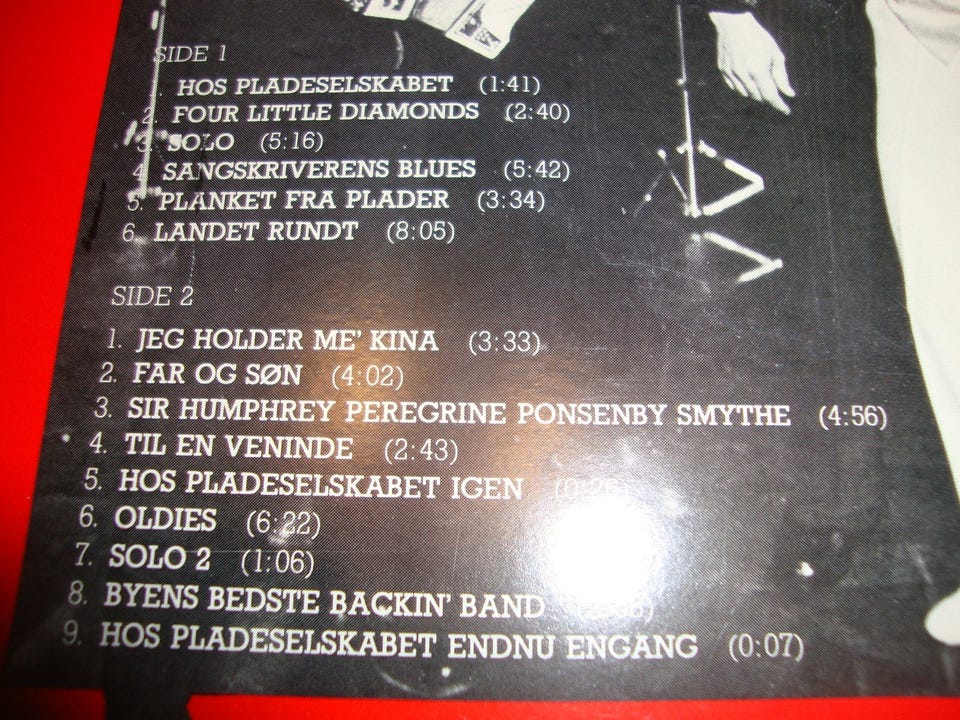 SIDE 1
1. HOS PLADESELSKABET (1:41)
2. FOUR LITTLE DIAMONDS (2:40)
3. SOLO (5:16)
4. SANGSKRIVERENS BLUES (5:42)
5. PLANKET FRA PLADER (3:34)
6. LANDET RUNDT (8:05)
SIDE 2
1. JEG HOLDER ME' KINA (3:33)
2. FAR OG SØN (4:02)
3. SIR HUMPHREY PEREGRINE PONSENBY SMYTHE (4:56)
4. TIL EN VENINDE (2:43)
5. HOS PLADESELSKABET IGEN (0:26)
6. OLDIES (6:22)
7. SOLO 2 (1:06)
8. BYENS BEDSTE BACKIN' BAND
9. HOS PLADESELSKABET ENDNU ENGANG (0:07)